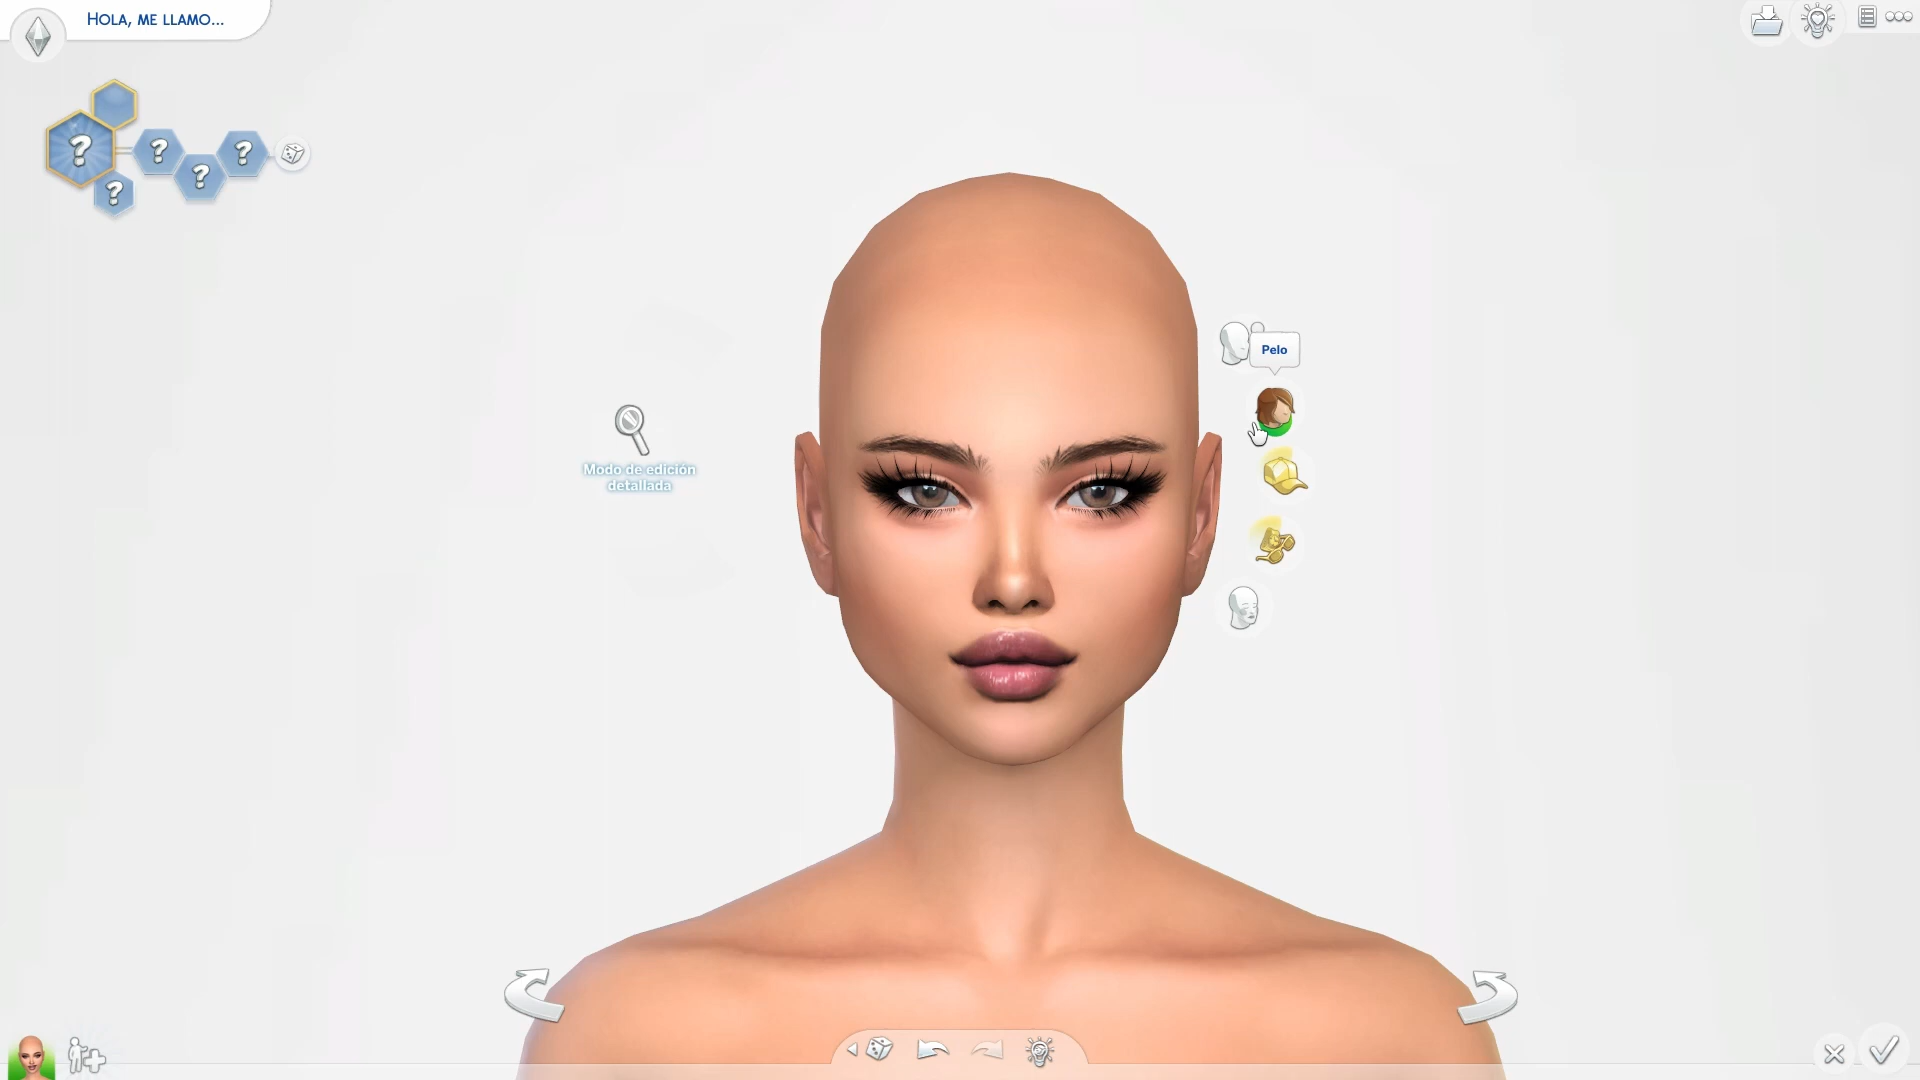 HOLA, ME LLAMO...
?
?
?
?
?
Pelo
Modo de edición
detallada